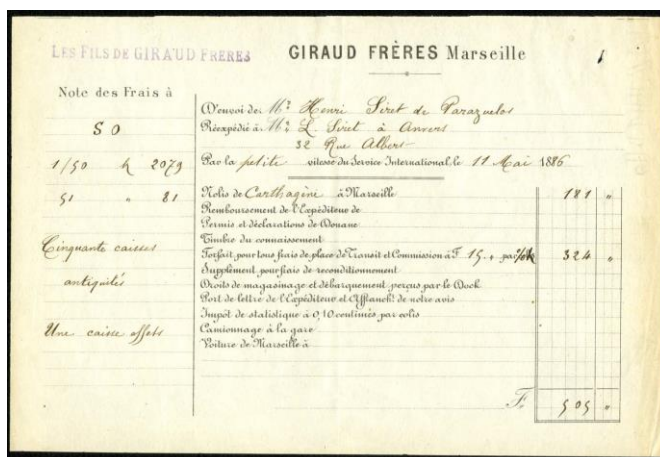 LES FILS DE GIRAUD FRERES
GIRAUD FRÈRES Marseille
1
Note des Frais à
S O
1/50 k 2079
51 " 81
Cinquante caisses
antiquités
Une caisse effets
D'envoi de Mr. Henri Siret de Parazuelos
Réexpédié à Mr. L. Siret à Anvers
32 Rue Albert
Par la petite vitesse du Service International, le 11 Mai 1886
Nolis de Carthagène à Marseille 181 "
Remboursement de l'Expéditeur de
Permis et déclarations de Douane
Timbre du connaissement
Forfait, pour tous frais de place de Transit et Commission à F. 15 " par %k 324 "
Supplément pour frais de reconditionnement
Droits de magasinage et débarquement perçus par le Dock
Port de lettre de l'Expéditeur et Affranch! de notre avis
Impôt de statistique à 0,10 centimes par colis
Camionnage à la gare
Voiture de Marseille à
F. 505 "